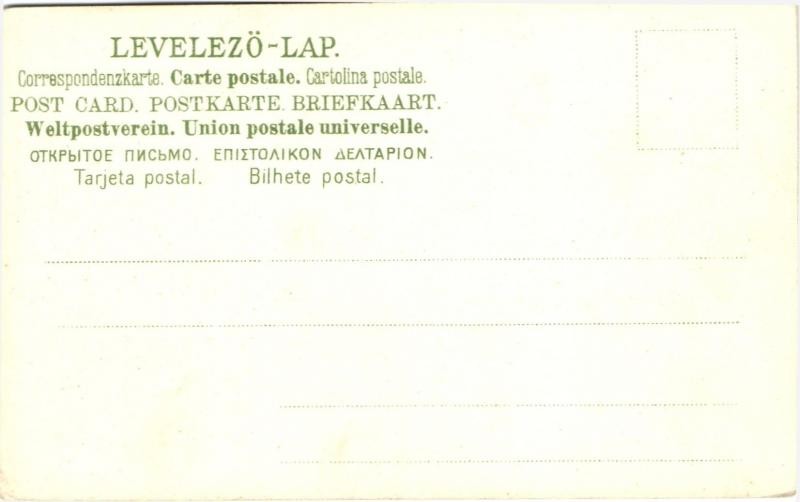 LEVELEZÖ-LAP.
Correspondenzkarte. Carte postale. Cartolina postale.
POST CARD. POSTKARTE. BRIEFKAART.
Weltpostverein. Union postale universelle.
ОТКРЫТОЕ ПИСЬМО. ΕΠΙΣΤΟΛΙΚΟΝ ΔΕΛΤΑΡΙΟΝ.
Tarjeta postal. Bilhete postal.